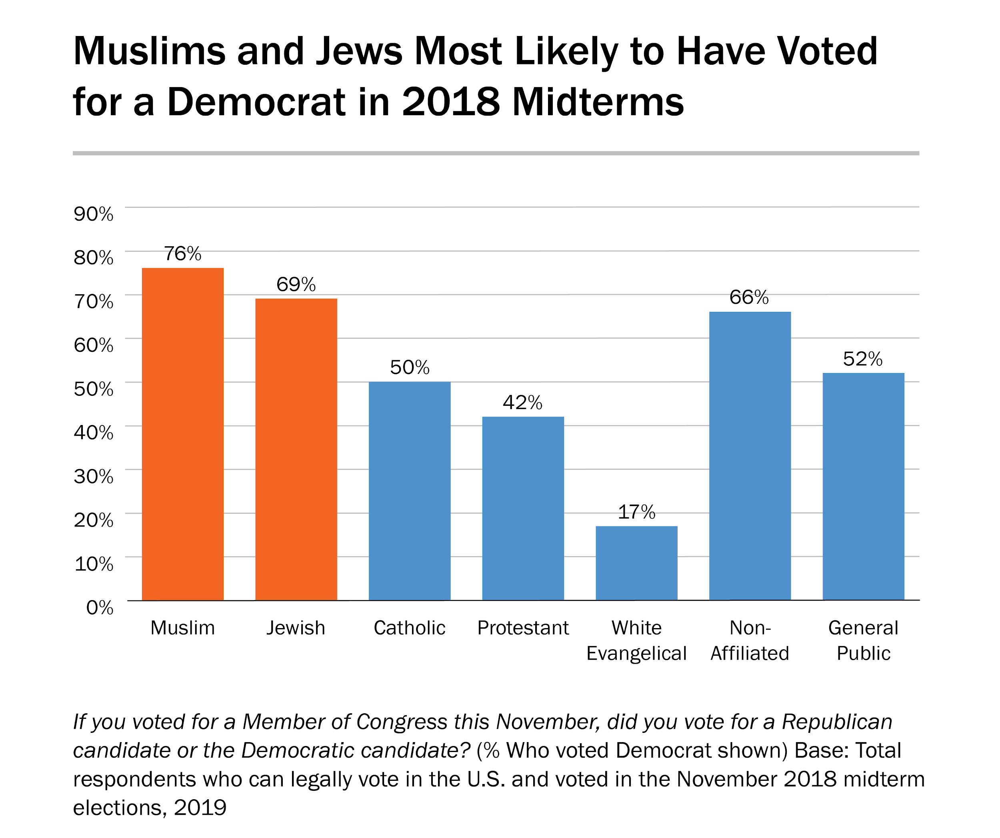 Muslims and Jews Most Likely to Have Voted
for a Democrat in 2018 Midterms
90%
80%
70%
60%
50%
40%
30%
20%
10%
0%
76%
69%
50%
42%
17%
66%
52%
Muslim
Jewish
Catholic
Protestant
White
Evangelical
Non-
Affiliated
General
Public
If you voted for a Member of Congress this November, did you vote for a Republican
candidate or the Democratic candidate? (% Who voted Democrat shown) Base: Total
respondents who can legally vote in the U.S. and voted in the November 2018 midterm
elections, 2019